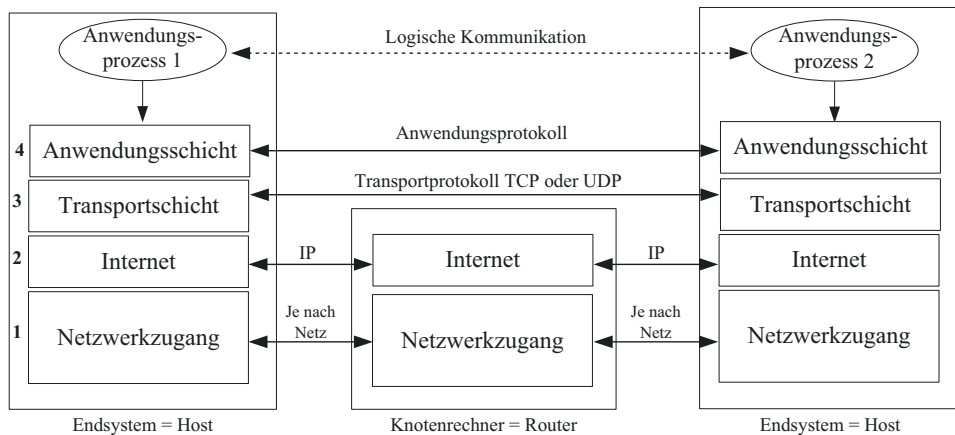 Anwendungs-
prozess 1
Logische Kommunikation
Anwendungs-
prozess 2
4
Anwendungsschicht
Anwendungsprotokoll
Anwendungsschicht
3
Transportschicht
Transportprotokoll TCP oder UDP
Transportschicht
2
Internet
IP
Internet
IP
Internet
1
Netzwerkzugang
Je nach
Netz
Netzwerkzugang
Je nach
Netz
Netzwerkzugang
Endsystem = Host
Knotenrechner = Router
Endsystem = Host